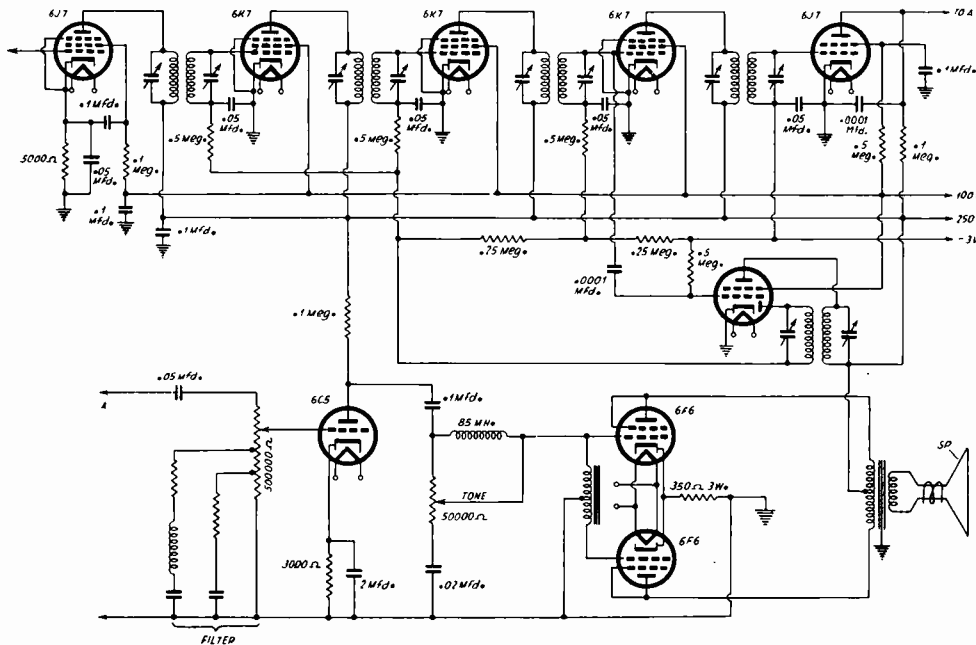 6J7
6K7
6K7
6K7
6J7
TO A
.1 Mfd.
.1 Mfd.
.05 Mfd.
.05 Mfd.
.05 Mfd.
.05 Mfd.
.0001 Mfd.
5000Ω
.05 Mfd.
.1 Meg.
.5 Meg.
.5 Meg.
.5 Meg.
.5 Meg.
.1 Meg.
100
.1 Mfd.
.1 Mfd.
250
-3V
.25 Meg.
.25 Meg.
.5 Meg.
.0001 Mfd.
.1 Meg.
.05 Mfd.
A
6C5
.1 Mfd.
85 MH.
6F6
SP.
500000Ω
TONE
50000Ω
350Ω 3W.
6F6
3000Ω
2 Mfd.
.02 Mfd.
FILTER